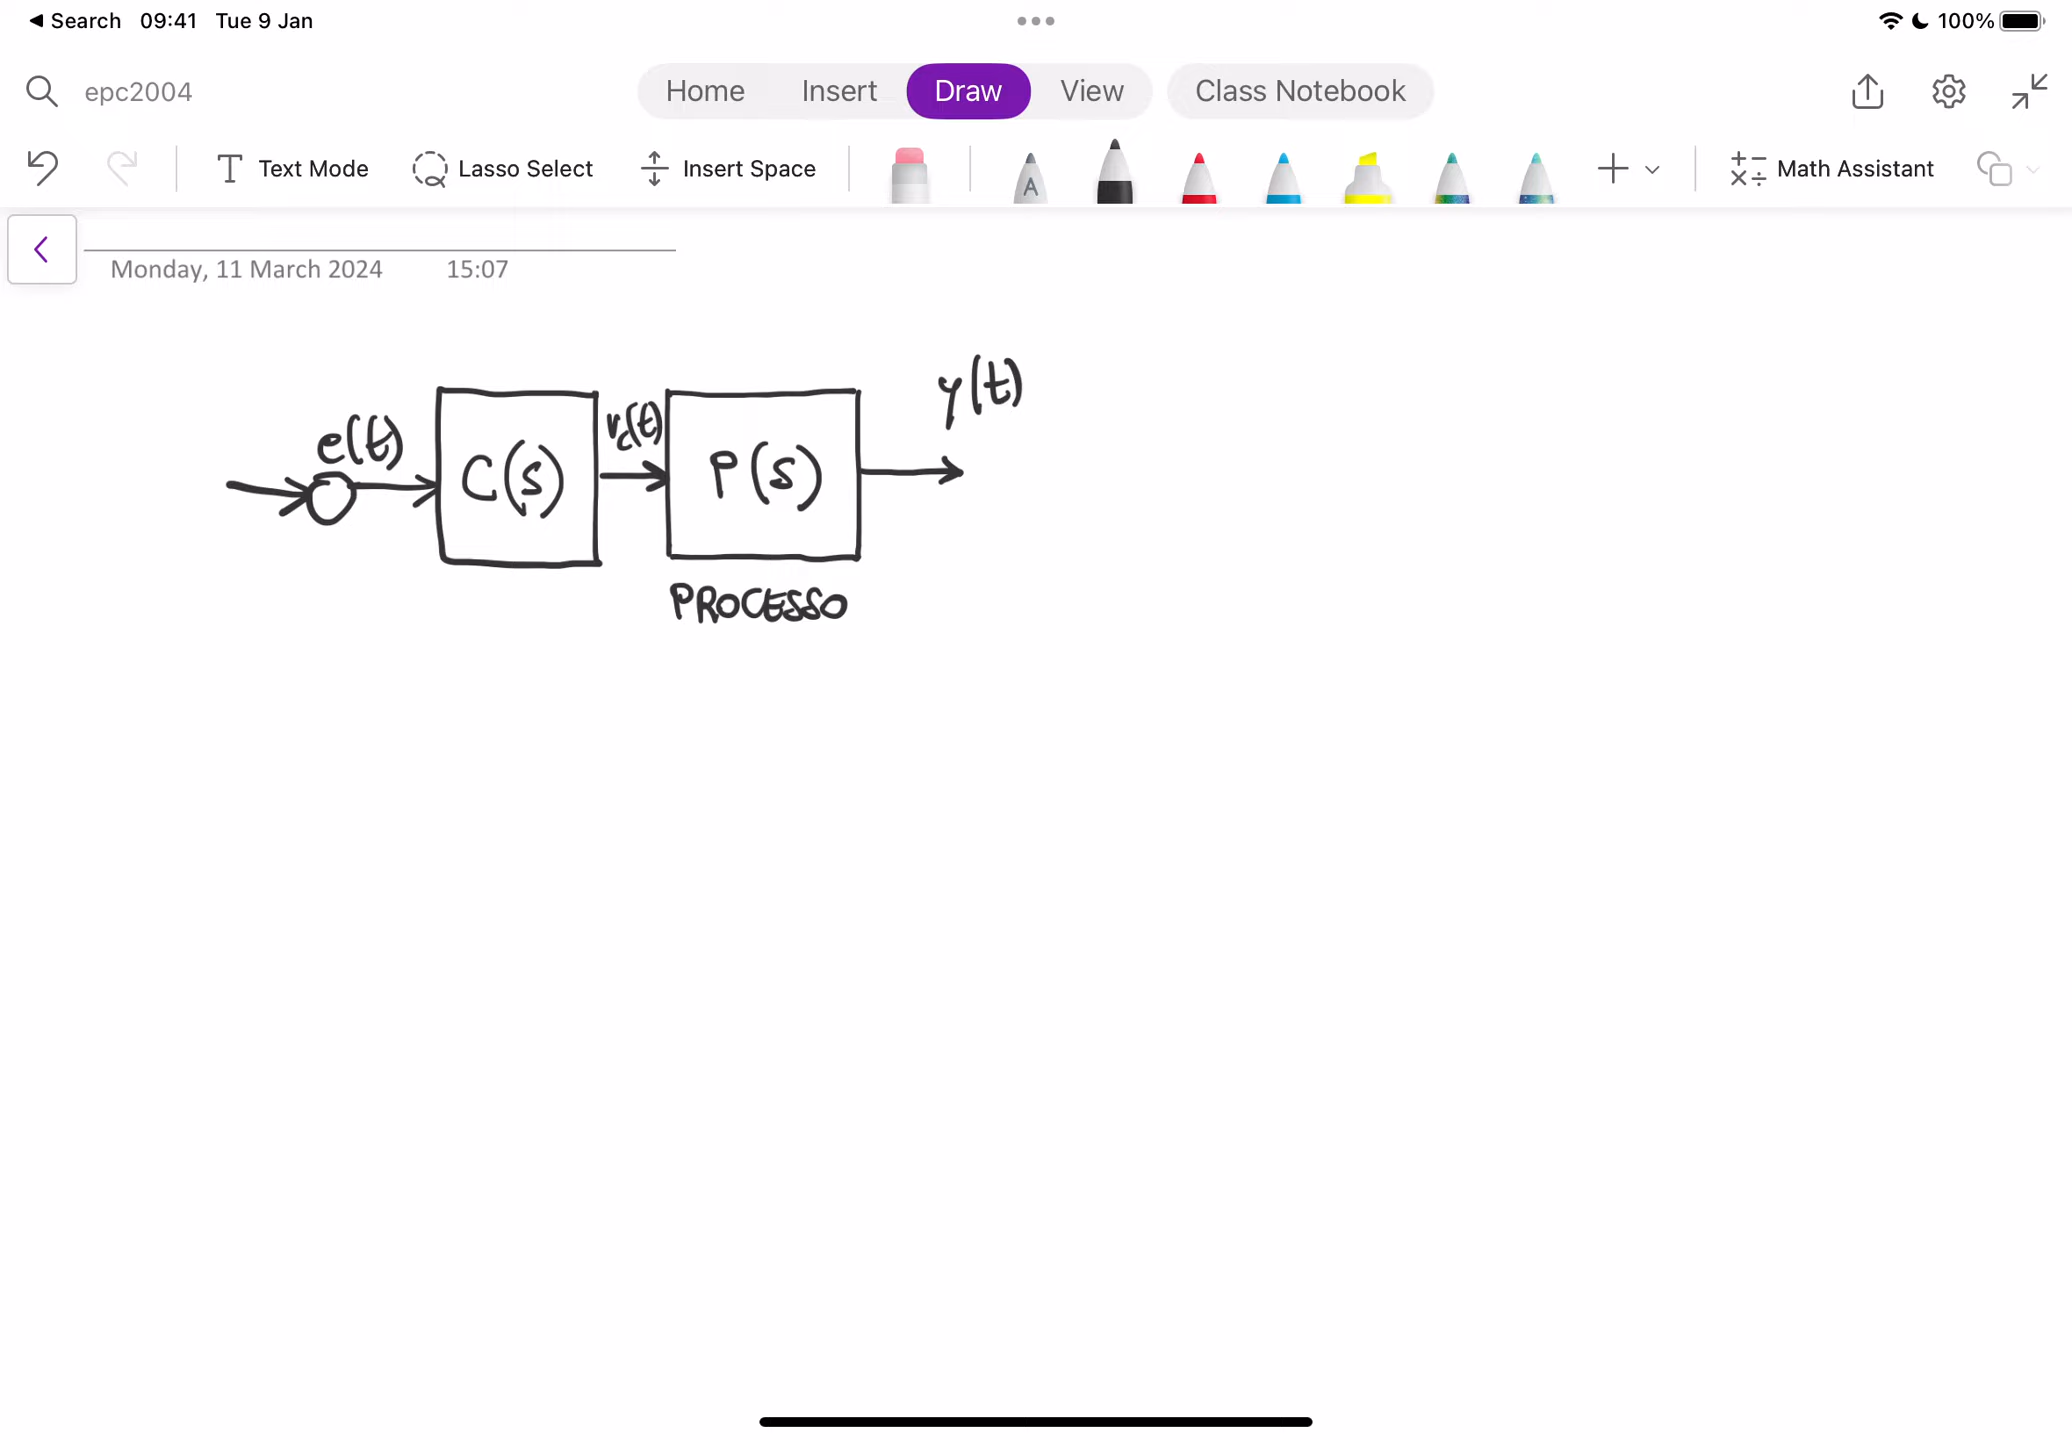 Search 09:41 Tue 9 Jan 100%
epc2004 Home Insert Draw View Class Notebook
Text Mode Lasso Select Insert Space A Math Assistant
Monday, 11 March 2024 15:07
y(t)
e(t) C(s) v_c(t) P(s)
PROCESSO